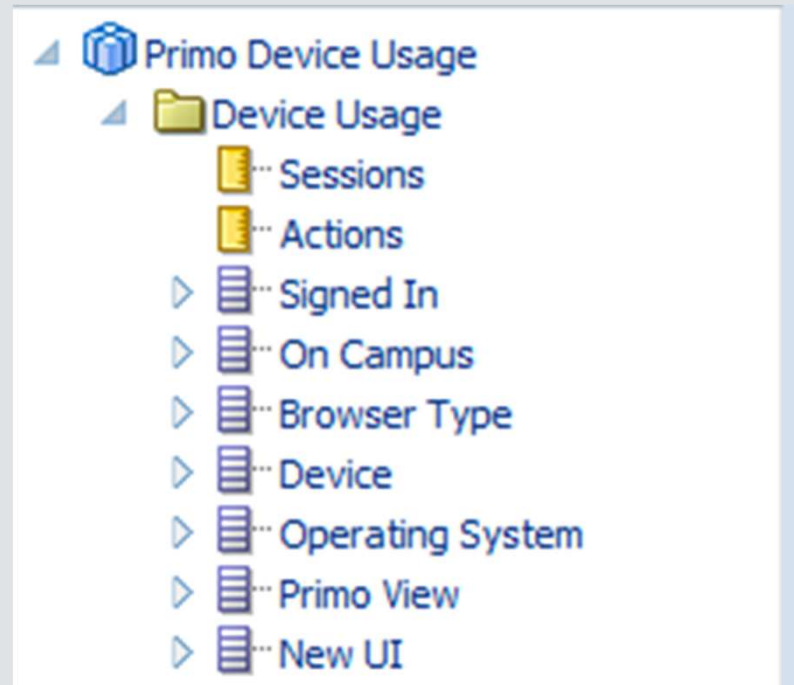 Primo Device Usage
Device Usage
Sessions
Actions
Signed In
On Campus
Browser Type
Device
Operating System
Primo View
New UI